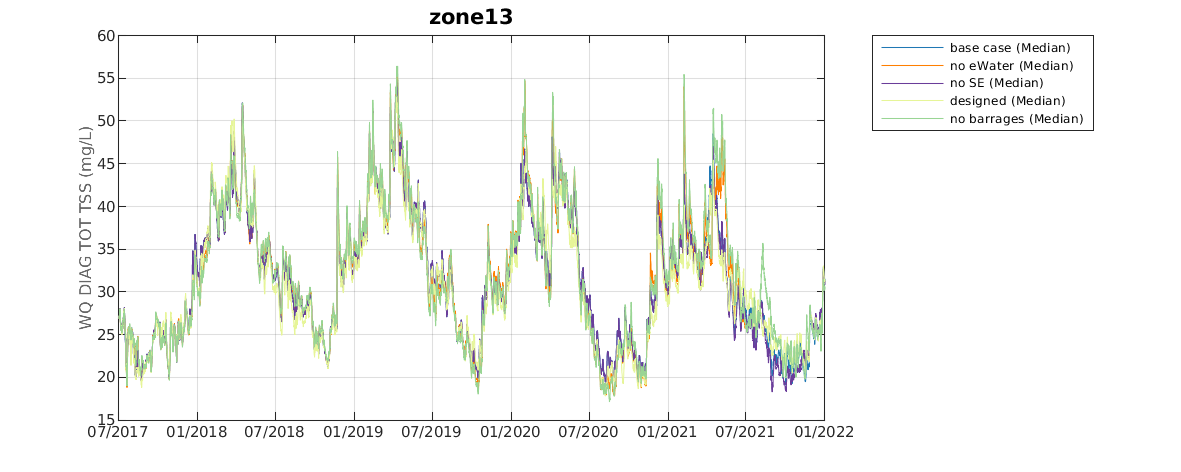 zone13
WQ DIAG TOT TSS (mg/L)
60
55
50
45
40
35
30
25
20
15
07/2017
01/2018
07/2018
01/2019
07/2019
01/2020
07/2020
01/2021
07/2021
01/2022
base case (Median)
no eWater (Median)
no SE (Median)
designed (Median)
no barrages (Median)